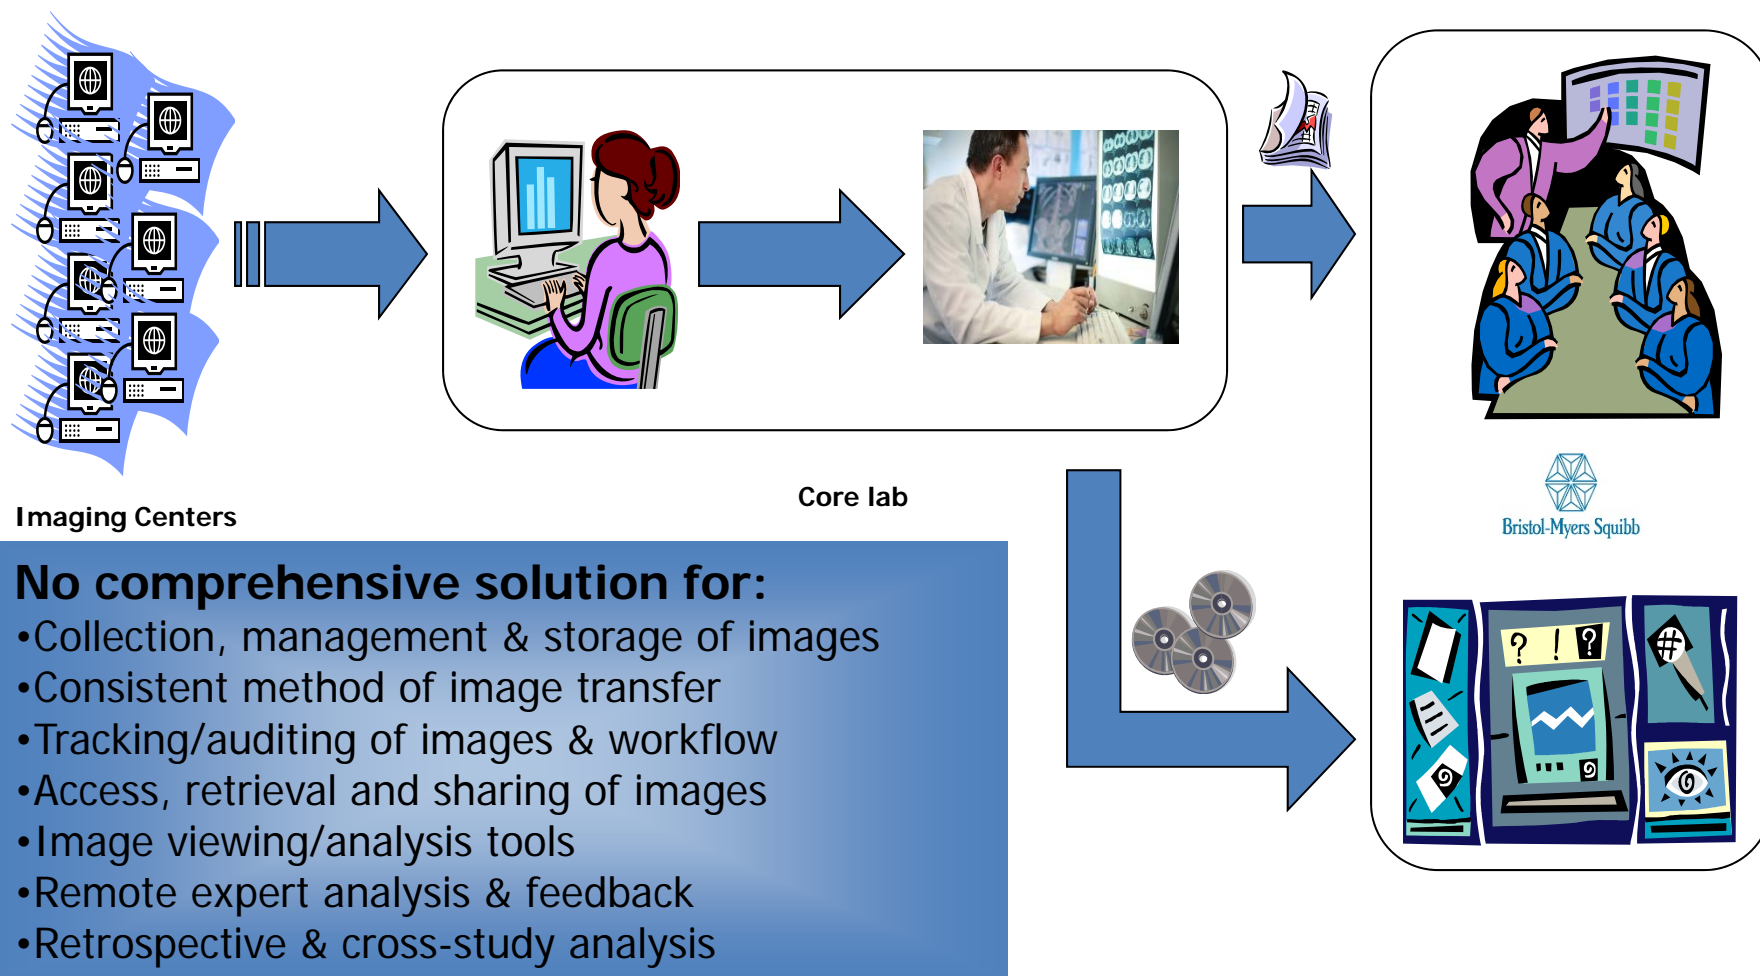 Imaging Centers
Core lab
Bristol-Myers Squibb
No comprehensive solution for:
•Collection, management & storage of images
•Consistent method of image transfer
•Tracking/auditing of images & workflow
•Access, retrieval and sharing of images
•Image viewing/analysis tools
•Remote expert analysis & feedback
•Retrospective & cross-study analysis
? ! ?